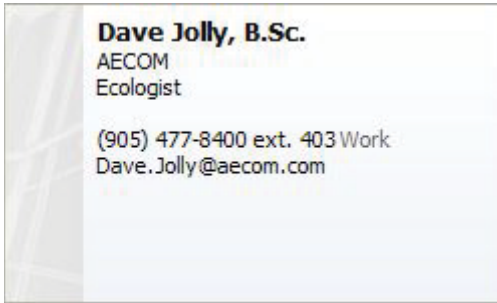 Dave Jolly, B.Sc.
AECOM
Ecologist
(905) 477-8400 ext. 403 Work
Dave.Jolly@aecom.com